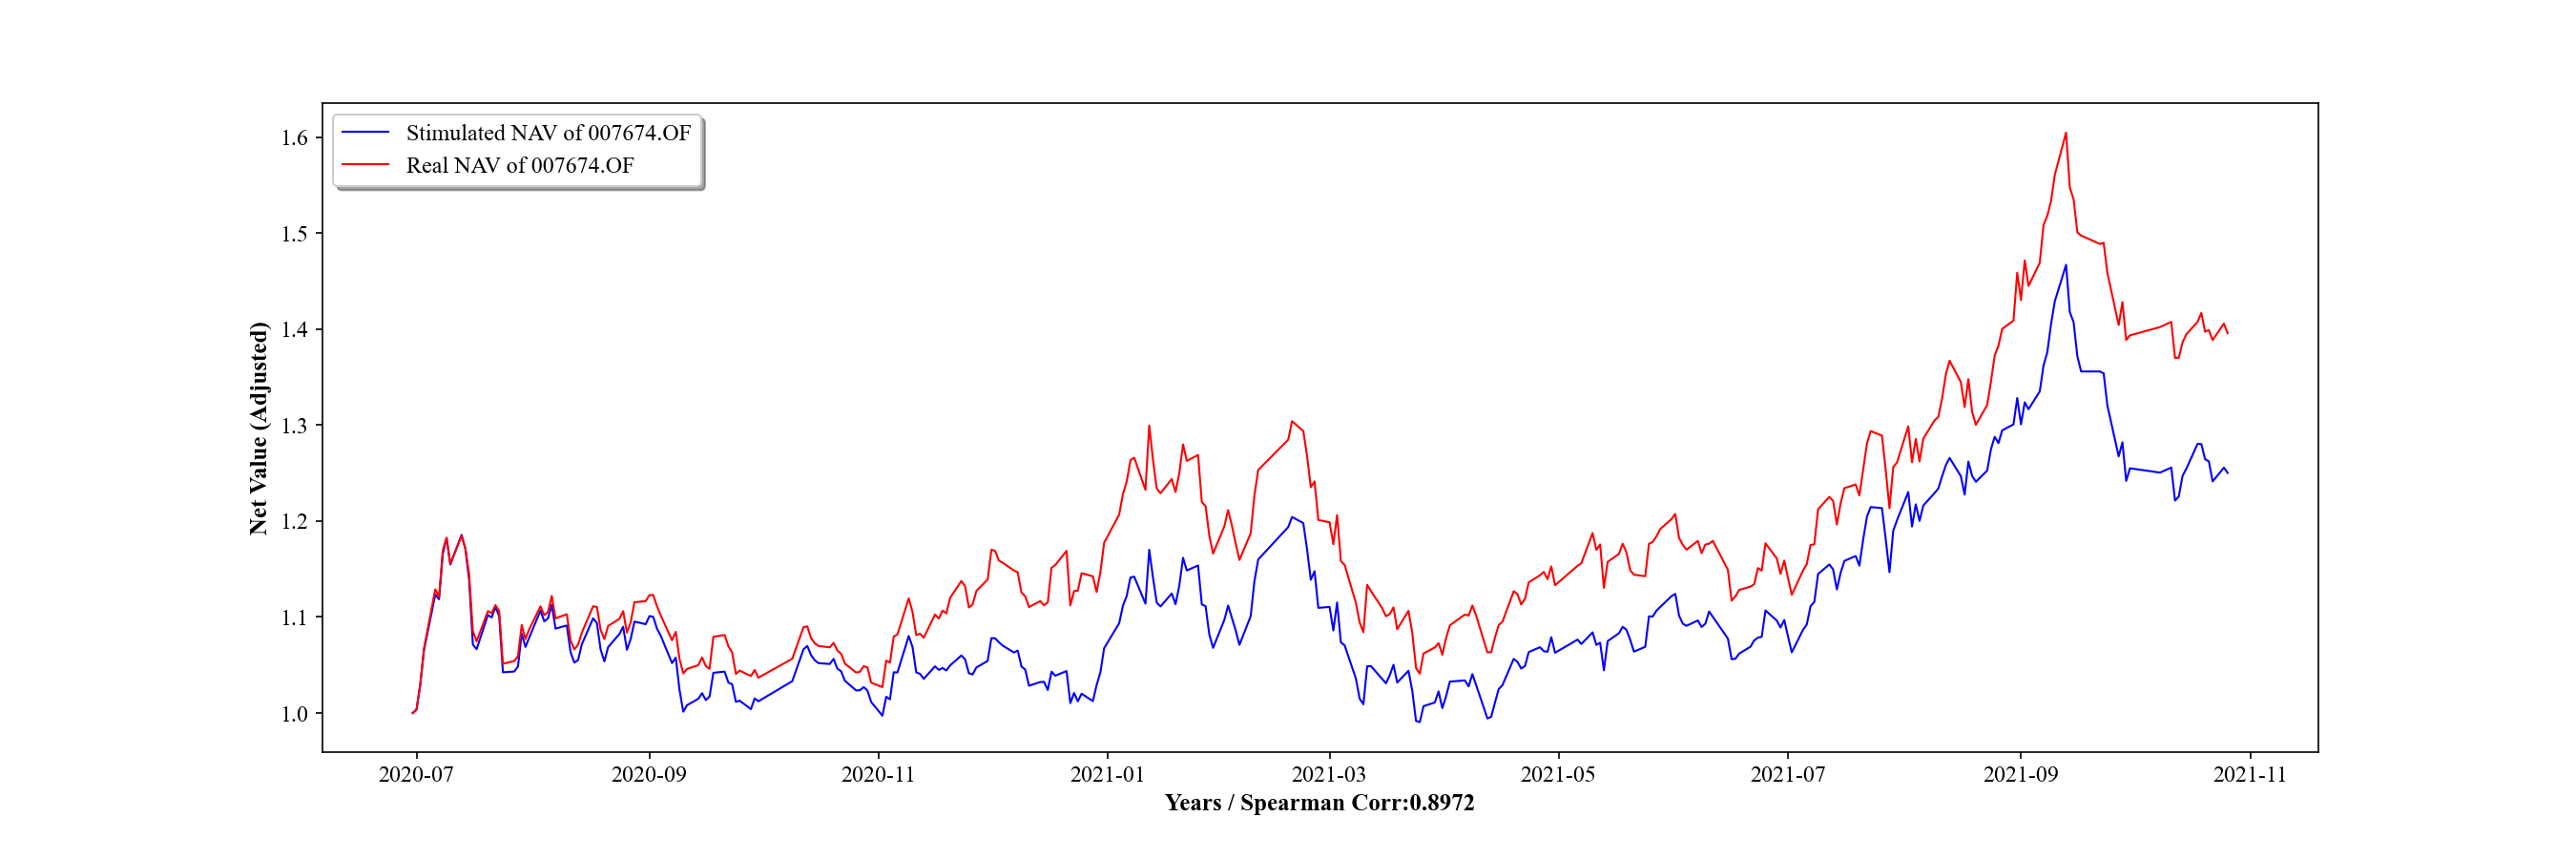 Stimulated NAV of 007674.OF
Real NAV of 007674.OF
Net Value (Adjusted)
1.6
1.5
1.4
1.3
1.2
1.1
1.0
2020-07 2020-09 2020-11 2021-01 2021-03 2021-05 2021-07 2021-09 2021-11
Years / Spearman Corr:0.8972